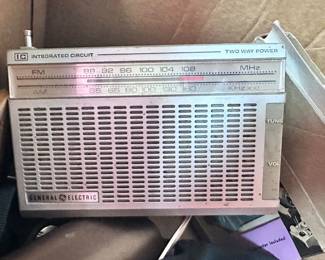 IC INTEGRATED CIRCUIT TWO WAY POWER
FM 88 92 96 100 104 108 MHz
AM
TUNE
VOL
GENERAL ELECTRIC
Included